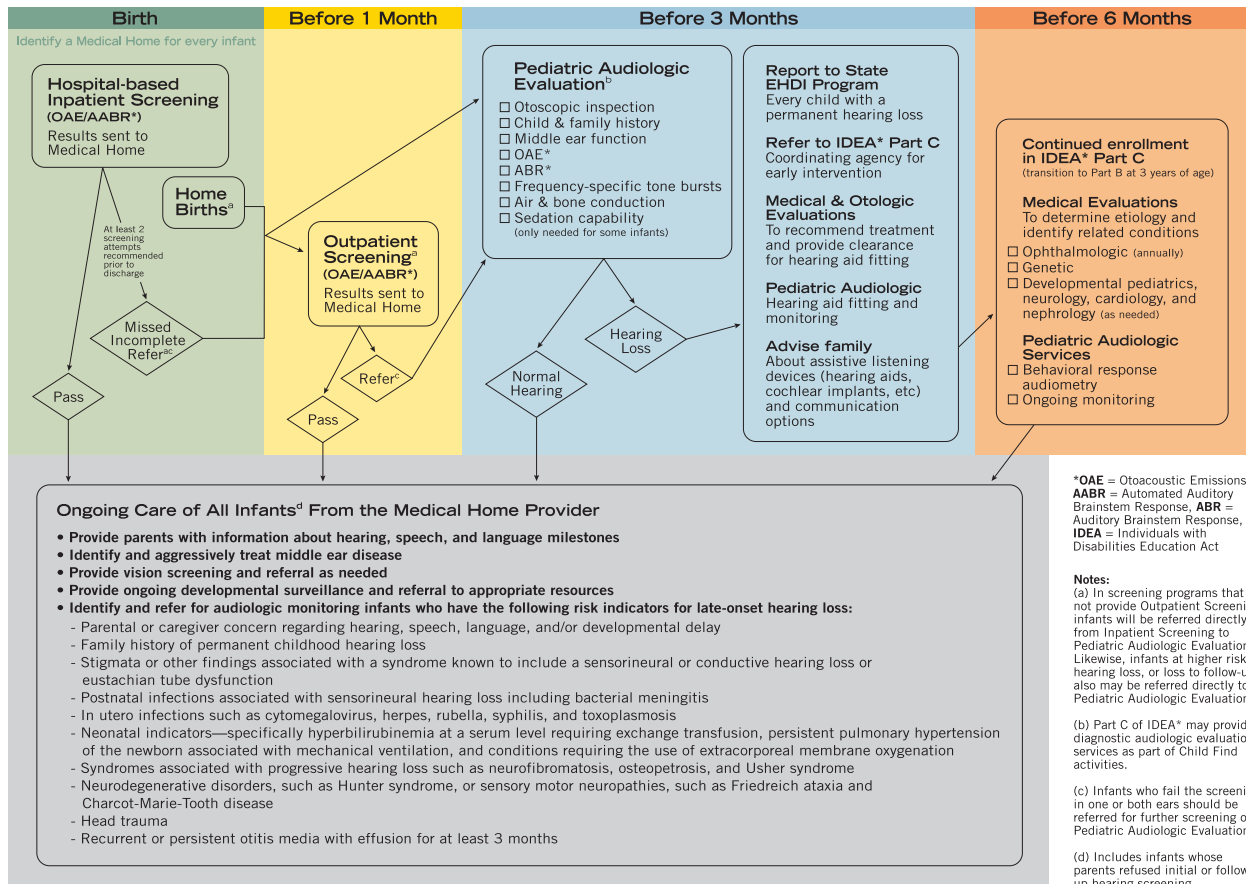 Birth
Identify a Medical Home for every infant
Hospital-based
Inpatient Screening
(OAE/AABR*)
Results sent to
Medical Home
Home
Births^a
At least 2
screening
attempts
recommended
prior to
discharge
Missed
Incomplete
Refer^ac
Pass
Before 1 Month
Outpatient
Screening^a
(OAE/AABR*)
Results sent to
Medical Home
Refer^c
Pass
Before 3 Months
Pediatric Audiologic
Evaluation^b
☐ Otoscopic inspection
☐ Child & family history
☐ Middle ear function
☐ OAE*
☐ ABR*
☐ Frequency-specific tone bursts
☐ Air & bone conduction
☐ Sedation capability
(only needed for some infants)
Hearing
Loss
Normal
Hearing
Report to State
EHDI Program
Every child with a
permanent hearing loss
Refer to IDEA* Part C
Coordinating agency for
early intervention
Medical & Otologic
Evaluations
To recommend treatment
and provide clearance
for hearing aid fitting
Pediatric Audiologic
Hearing aid fitting and
monitoring
Advise family
About assistive listening
devices (hearing aids,
cochlear implants, etc)
and communication
options
Before 6 Months
Continued enrollment
in IDEA* Part C
(transition to Part B at 3 years of age)
Medical Evaluations
To determine etiology and
identify related conditions
☐ Ophthalmologic (annually)
☐ Genetic
☐ Developmental pediatrics,
neurology, cardiology, and
nephrology (as needed)
Pediatric Audiologic
Services
☐ Behavioral response
audiometry
☐ Ongoing monitoring
Ongoing Care of All Infants^d From the Medical Home Provider
• Provide parents with information about hearing, speech, and language milestones
• Identify and aggressively treat middle ear disease
• Provide vision screening and referral as needed
• Provide ongoing developmental surveillance and referral to appropriate resources
• Identify and refer for audiologic monitoring infants who have the following risk indicators for late-onset hearing loss:
- Parental or caregiver concern regarding hearing, speech, language, and/or developmental delay
- Family history of permanent childhood hearing loss
- Stigmata or other findings associated with a syndrome known to include a sensorineural or conductive hearing loss or
eustachian tube dysfunction
- Postnatal infections associated with sensorineural hearing loss including bacterial meningitis
- In utero infections such as cytomegalovirus, herpes, rubella, syphilis, and toxoplasmosis
- Neonatal indicators—specifically hyperbilirubinemia at a serum level requiring exchange transfusion, persistent pulmonary hypertension
of the newborn associated with mechanical ventilation, and conditions requiring the use of extracorporeal membrane oxygenation
- Syndromes associated with progressive hearing loss such as neurofibromatosis, osteopetrosis, and Usher syndrome
- Neurodegenerative disorders, such as Hunter syndrome, or sensory motor neuropathies, such as Friedreich ataxia and
Charcot-Marie-Tooth disease
- Head trauma
- Recurrent or persistent otitis media with effusion for at least 3 months
*OAE = Otoacoustic Emissions
AABR = Automated Auditory
Brainstem Response, ABR =
Auditory Brainstem Response,
IDEA = Individuals with
Disabilities Education Act
Notes:
(a) In screening programs that
not provide Outpatient
infants will be referred directly
from Inpatient Screening to
Pediatric Audiologic Evaluation
Likewise, infants at higher risk
hearing loss, or loss to
also may be referred directly to
Pediatric Audiologic Evaluation
(b) Part C of IDEA* may
diagnostic audiologic
services as part of Child Find
activities.
(c) Infants who fail the
in one or both ears should be
referred for further screening
Pediatric Audiologic Evaluation
(d) Includes infants whose
parents refused initial or
up hearing screening